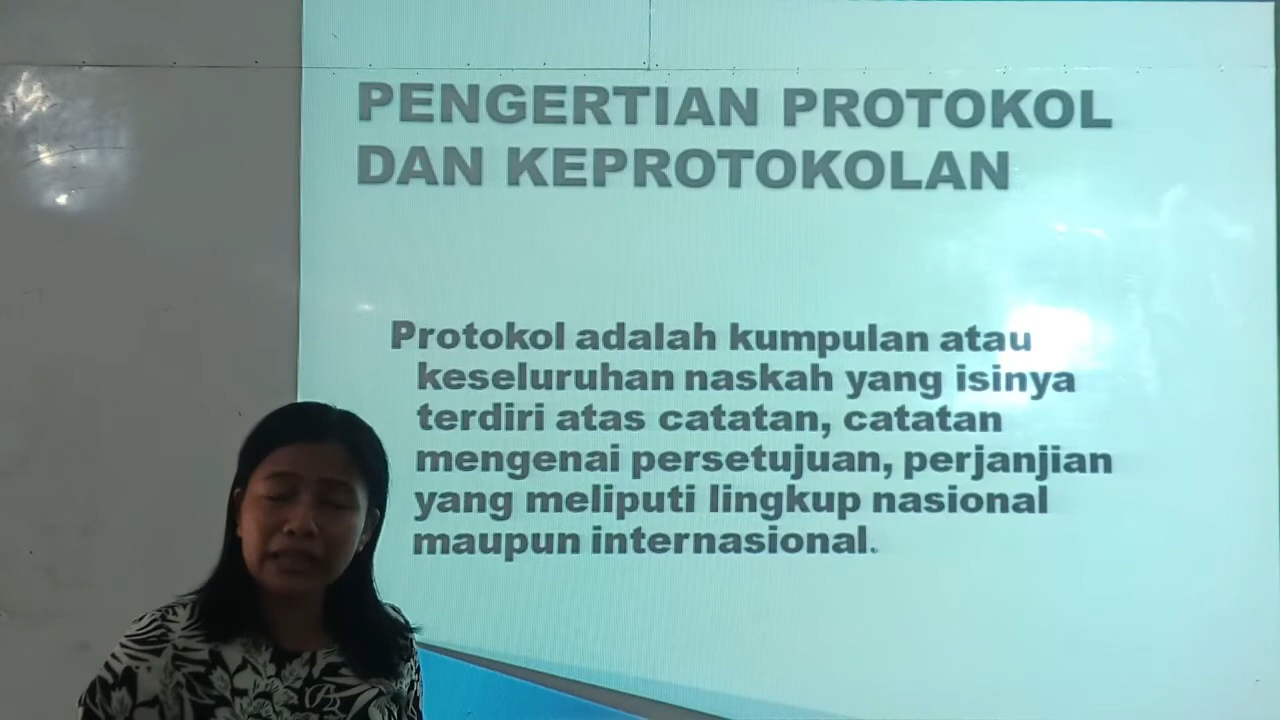 PENGERTIAN PROTOKOL
DAN KEPROTOKOLAN
Protokol adalah kumpulan atau
keseluruhan naskah yang isinya
terdiri atas catatan, catatan
mengenai persetujuan, perjanjian
yang meliputi lingkup nasional
maupun internasional.